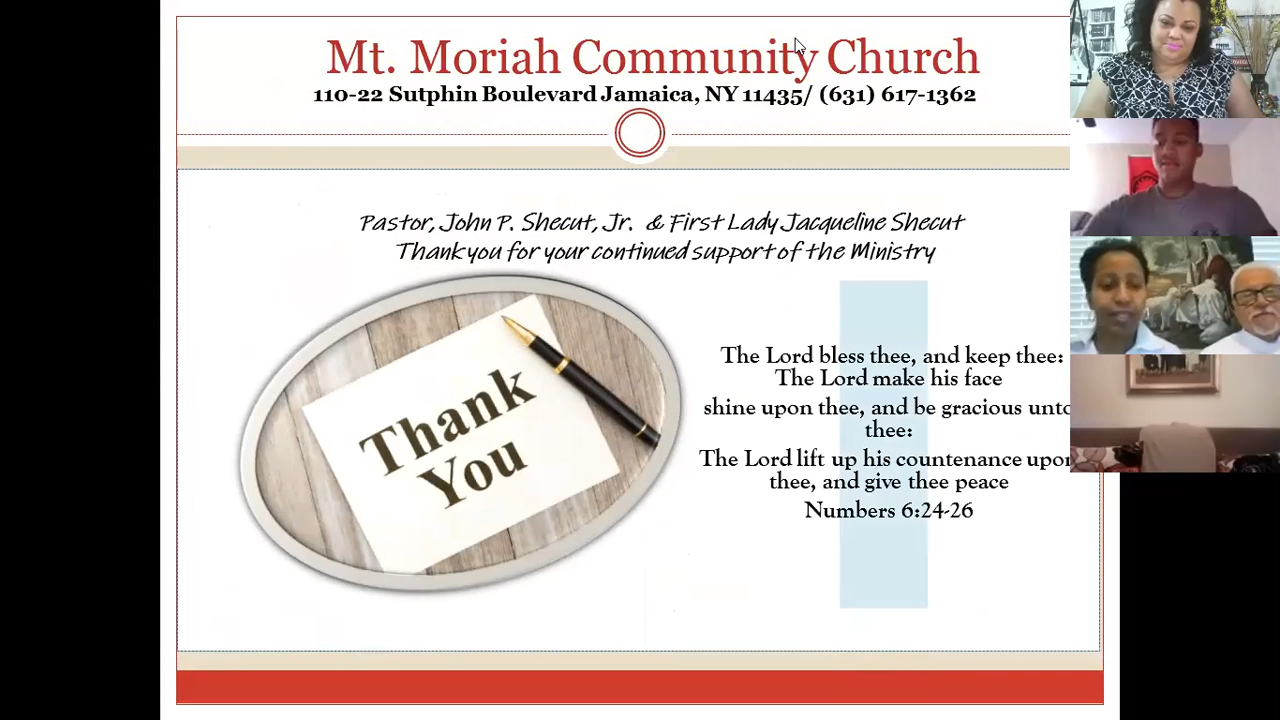 Mt. Moriah Community Church
110-22 Sutphin Boulevard Jamaica, NY 11435/ (631) 617-1362
Pastor, John P. Shecut, Jr. & First Lady Jacqueline Shecut
Thank you for your continued support of the Ministry
Thank
You
The Lord bless thee, and keep thee:
The Lord make his face
shine upon thee, and be gracious unto
thee:
The Lord lift up his countenance upon
thee, and give thee peace
Numbers 6:24-26